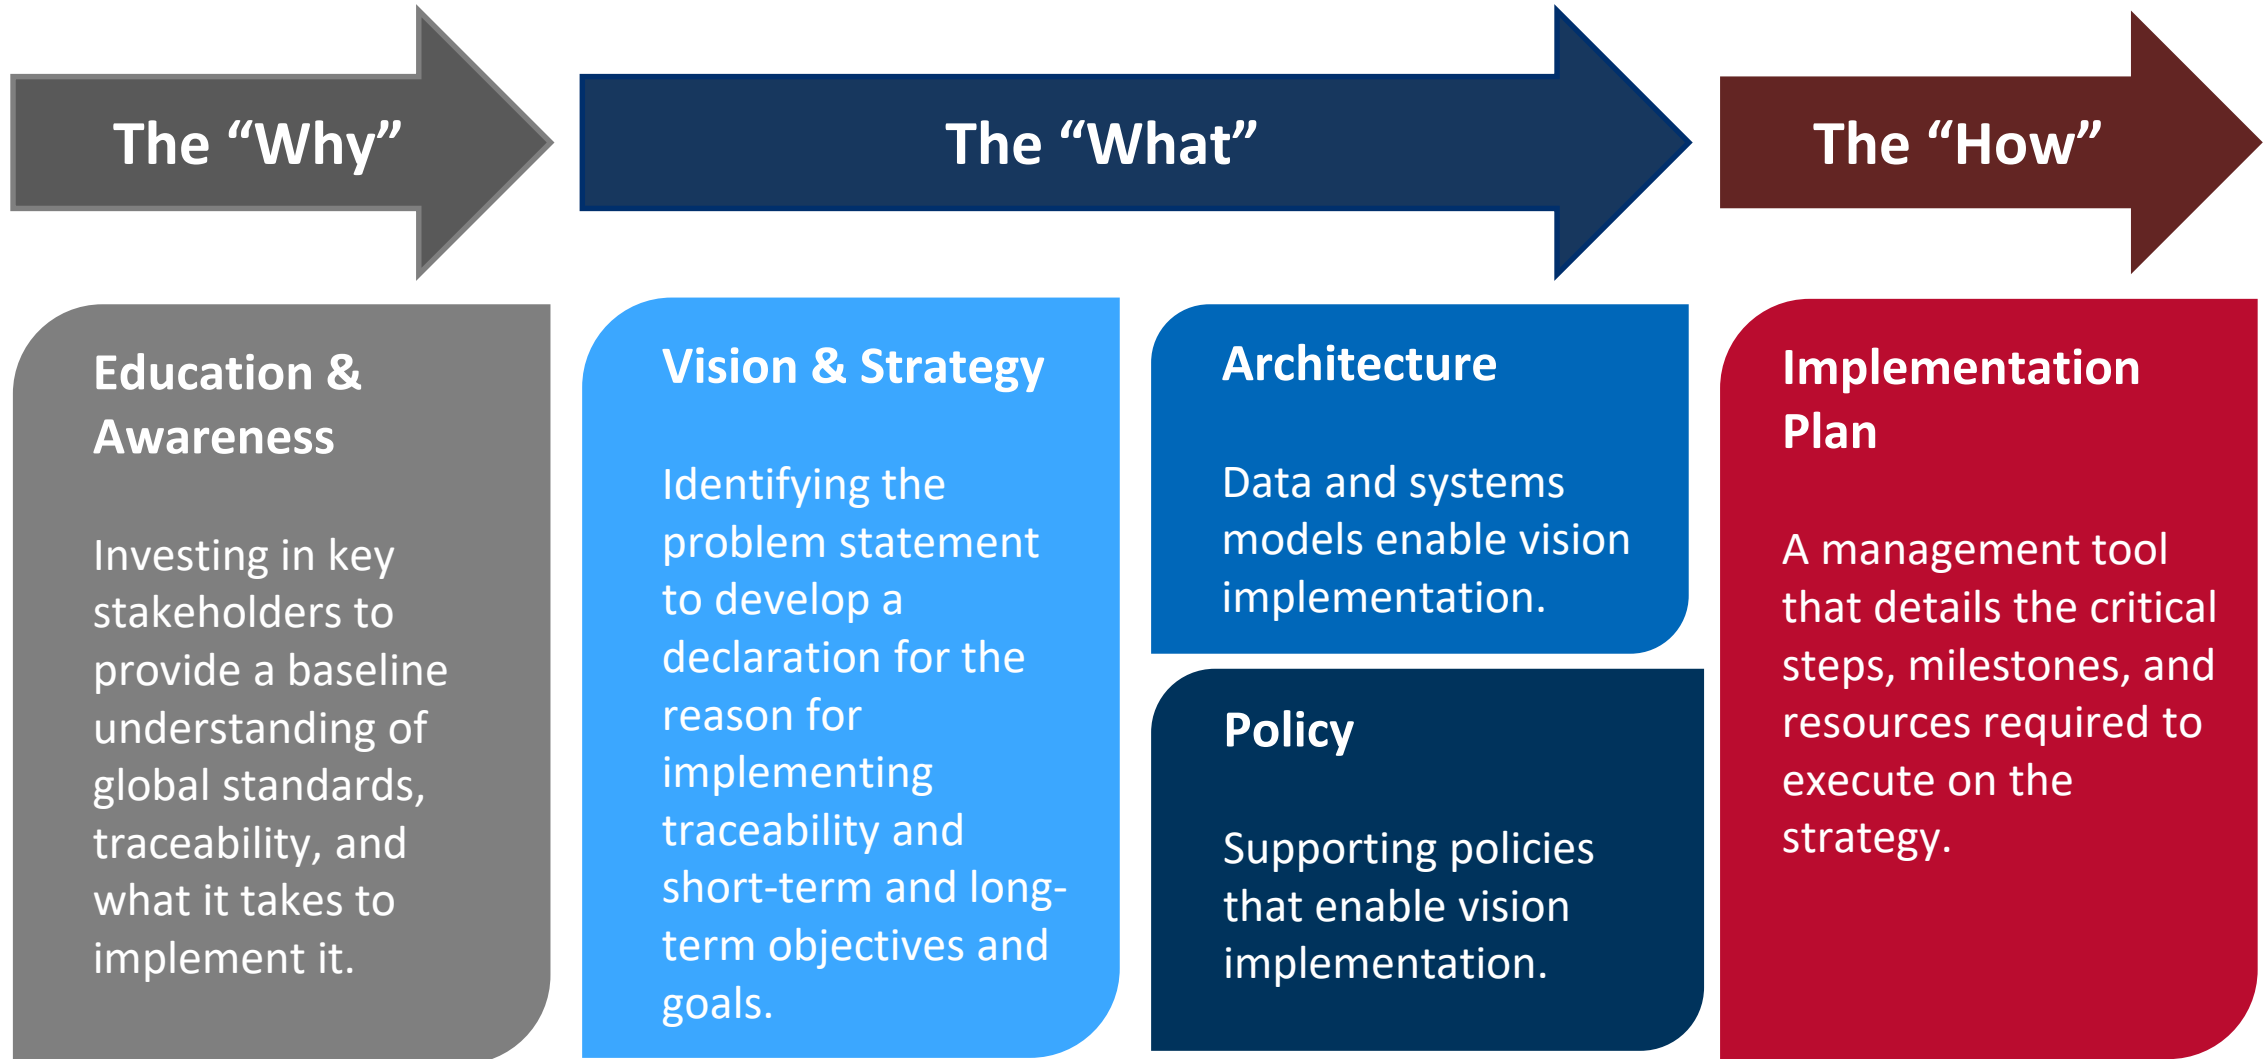 The “Why”
The “What”
The “How”
Education &
Awareness
Investing in key
stakeholders to
provide a baseline
understanding of
global standards,
traceability, and
what it takes to
implement it.
Vision & Strategy
Identifying the
problem statement
to develop a
declaration for the
reason for
implementing
traceability and
short-term and long-
term objectives and
goals.
Architecture
Data and systems
models enable vision
implementation.
Policy
Supporting policies
that enable vision
implementation.
Implementation
Plan
A management tool
that details the critical
steps, milestones, and
resources required to
execute on the
strategy.